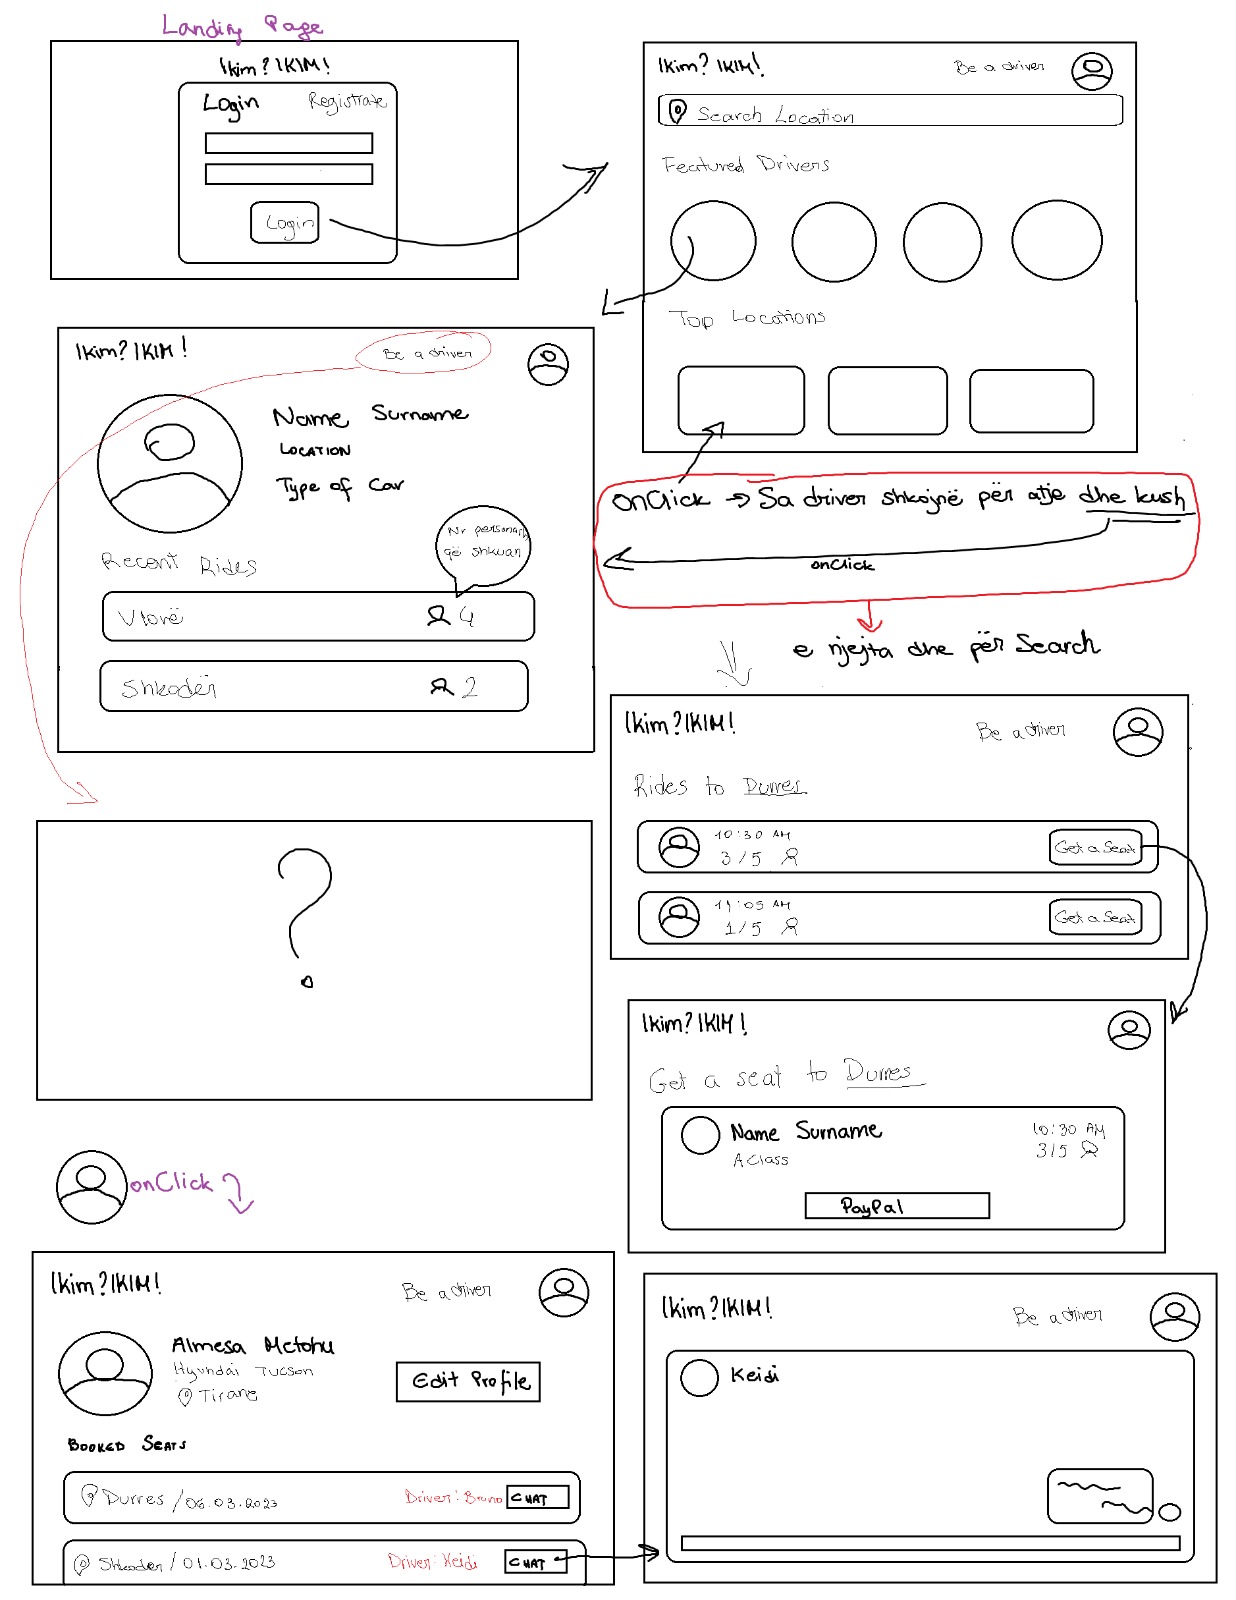 Landing Page
Ikim? IKIM!
Login Registrate
Login
Ikim? IKIM!
Be a driver
Search Location
Featured Drivers
Top Locations
onClick → Sa driver shkojnë për atje dhe kush
onClick
e njejta dhe për Search
Ikim? IKIM!
Be a driver
Name Surname
LOCATION
Type of Car
Nr personash
që shkuan
Recent Rides
Vlorë 4
Shkodër 2
?
Ikim? IKIM!
Be a driver
Rides to Durres
10:30 AM
3/5
Get a Seat
11:05 AM
1/5
Get a Seat
Ikim? IKIM!
Get a seat to Durres
Name Surname
A Class
10:30 AM
3/5
PayPal
onClick
Ikim? IKIM!
Be a driver
Almesa Metohu
Hyundai Tucson
Tirane
Edit Profile
BOOKED SEATS
Durres / 06.03.2023 Driver: Bruno CHAT
Shkoder / 01.03.2023 Driver: Keidi CHAT
Ikim? IKIM!
Be a driver
Keidi